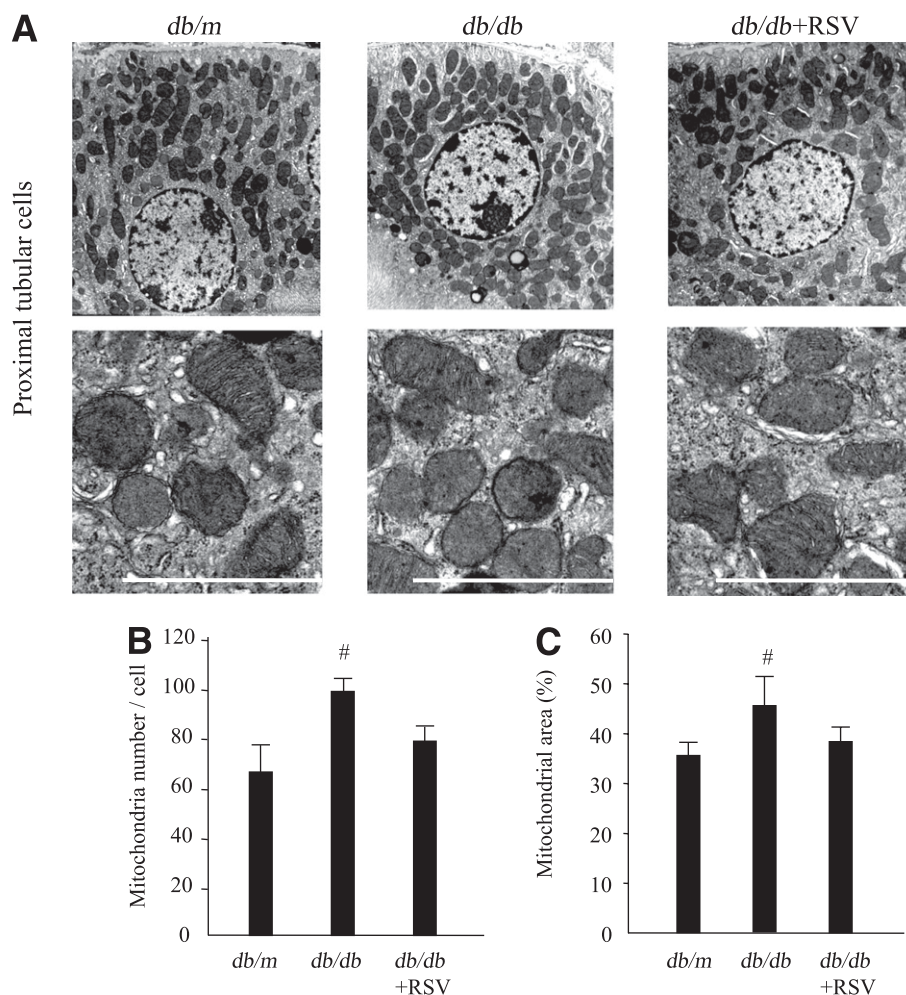 A
db/m
db/db
db/db+RSV
Proximal tubular cells
B
Mitochondria number / cell
120
100
80
60
40
20
0
#
db/m
db/db
db/db
+RSV
C
Mitochondrial area (%)
60
50
40
30
20
10
0
#
db/m
db/db
db/db
+RSV